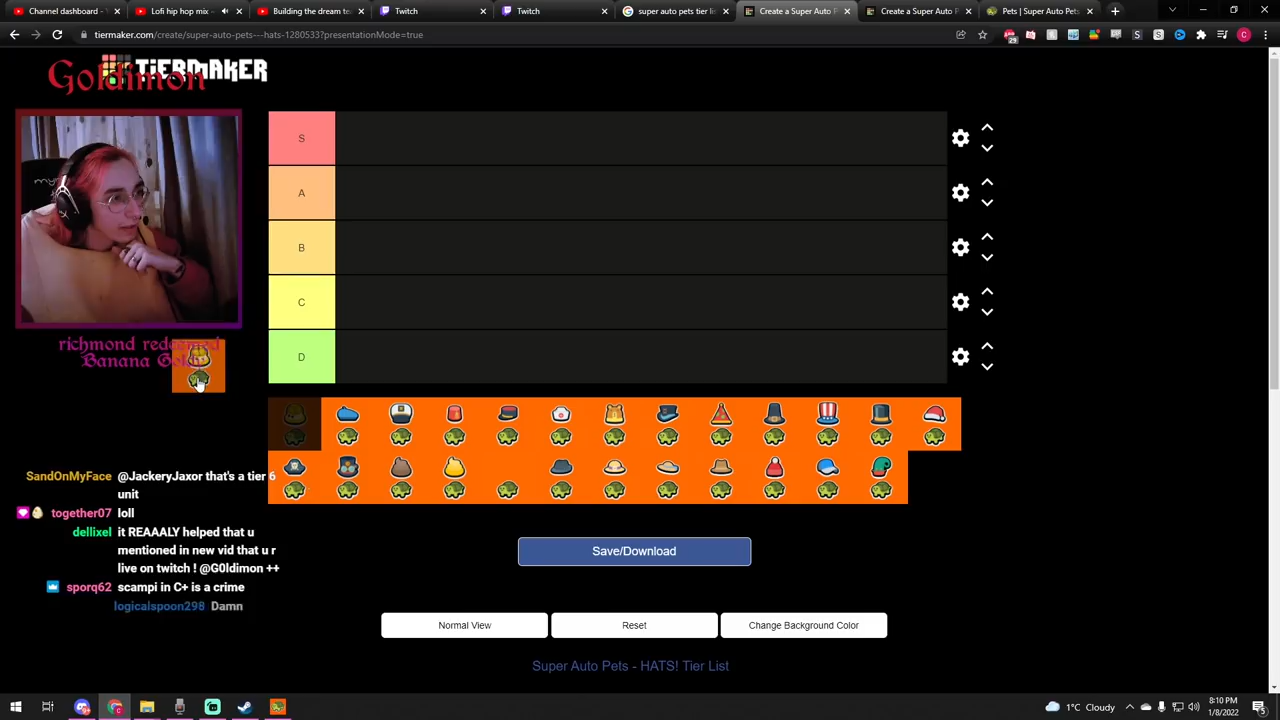 Channel dashboard -
Lofi hip hop mix -
Building the dream te
Twitch
Twitch
super auto pets tier li
Create a Super Auto P
Create a Super Auto P
Pets | Super Auto Pets
tiermaker.com/create/super-auto-pets---hats-1280533?presentationMode=true
29
C
TiERMAKER
Goldimon
S
A
B
C
D
richmond redeemed
Banana Gold
SandOnMyFace @JackeryJaxor that's a tier 6
unit
together07 loll
dellixel it REAAALY helped that u
mentioned in new vid that u r
live on twitch ! @G0ldimon ++
sporq62 scampi in C+ is a crime
logicalspoon298 Damn
Save/Download
Normal View
Reset
Change Background Color
Super Auto Pets - HATS! Tier List
1°C Cloudy
8:10 PM
1/8/2022